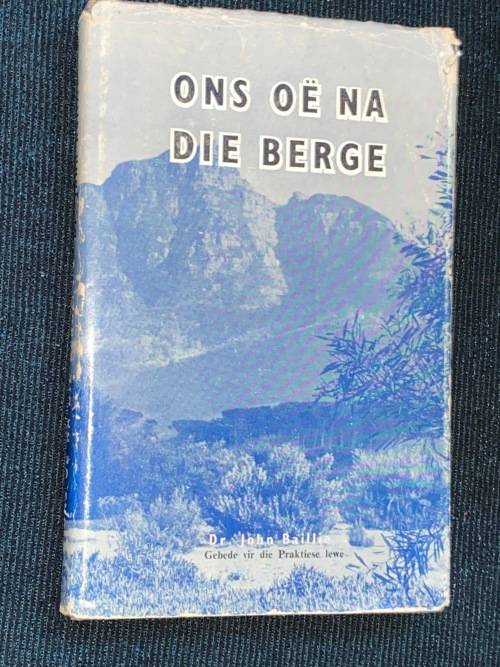 ONS OË NA
DIE BERGE
Dr. John Baillie
Gebede vir die Praktiese lewe